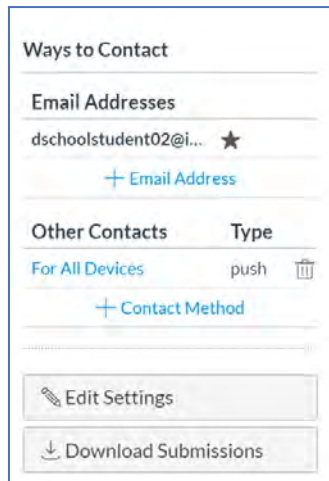 Ways to Contact
Email Addresses
dschoolstudent02@i... ★
+ Email Address
Other Contacts Type
For All Devices push
+ Contact Method
Edit Settings
Download Submissions